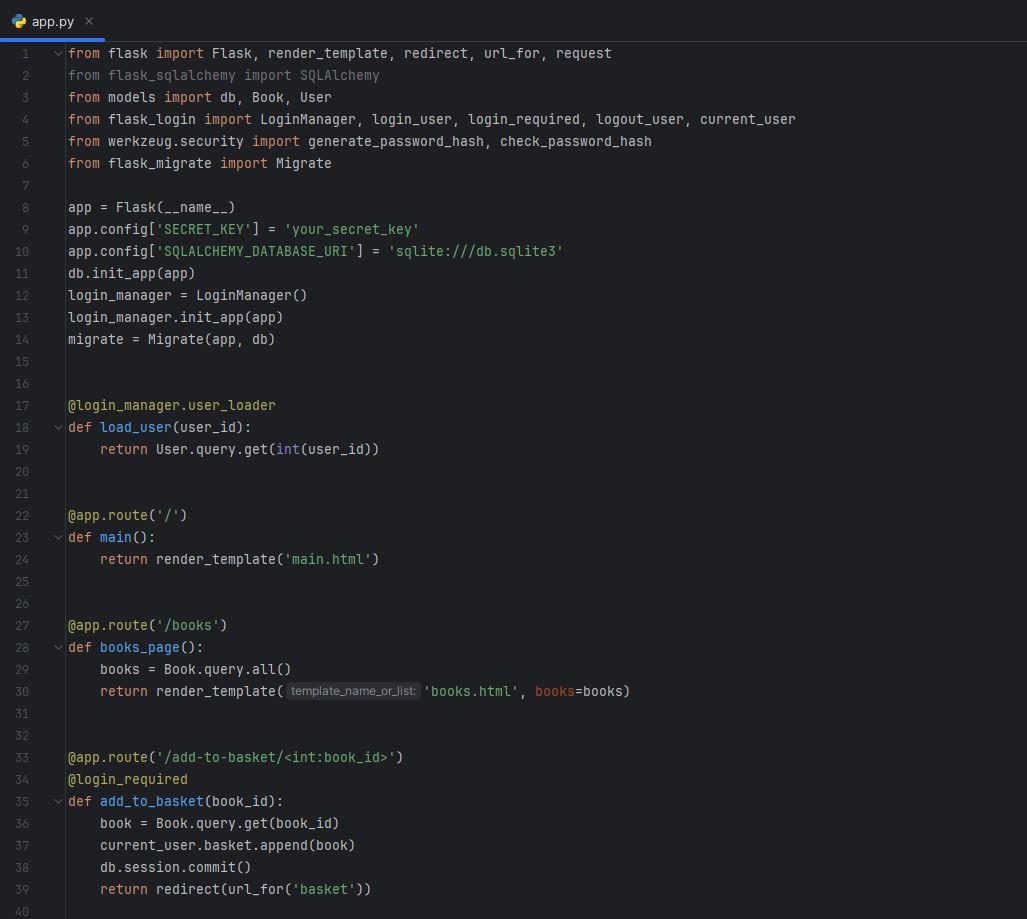 app.py
1 from flask import Flask, render_template, redirect, url_for, request
2 from flask_sqlalchemy import SQLAlchemy
3 from models import db, Book, User
4 from flask_login import LoginManager, login_user, login_required, logout_user, current_user
5 from werkzeug.security import generate_password_hash, check_password_hash
6 from flask_migrate import Migrate
7
8 app = Flask(__name__)
9 app.config['SECRET_KEY'] = 'your_secret_key'
10 app.config['SQLALCHEMY_DATABASE_URI'] = 'sqlite:///db.sqlite3'
11 db.init_app(app)
12 login_manager = LoginManager()
13 login_manager.init_app(app)
14 migrate = Migrate(app, db)
15
16
17 @login_manager.user_loader
18 def load_user(user_id):
19     return User.query.get(int(user_id))
20
21
22 @app.route('/')
23 def main():
24     return render_template('main.html')
25
26
27 @app.route('/books')
28 def books_page():
29     books = Book.query.all()
30     return render_template( template_name_or_list: 'books.html', books=books)
31
32
33 @app.route('/add-to-basket/<int:book_id>')
34 @login_required
35 def add_to_basket(book_id):
36     book = Book.query.get(book_id)
37     current_user.basket.append(book)
38     db.session.commit()
39     return redirect(url_for('basket'))
40